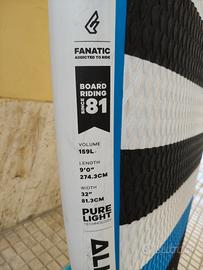 FANATIC
ADDICTED TO RIDE
BOARD
RIDING
SINCE
81
VOLUME
159L
LENGTH
9'0"
274.3CM
WIDTH
32"
81.3CM
PURE
LIGHT
TECHNOLOGY